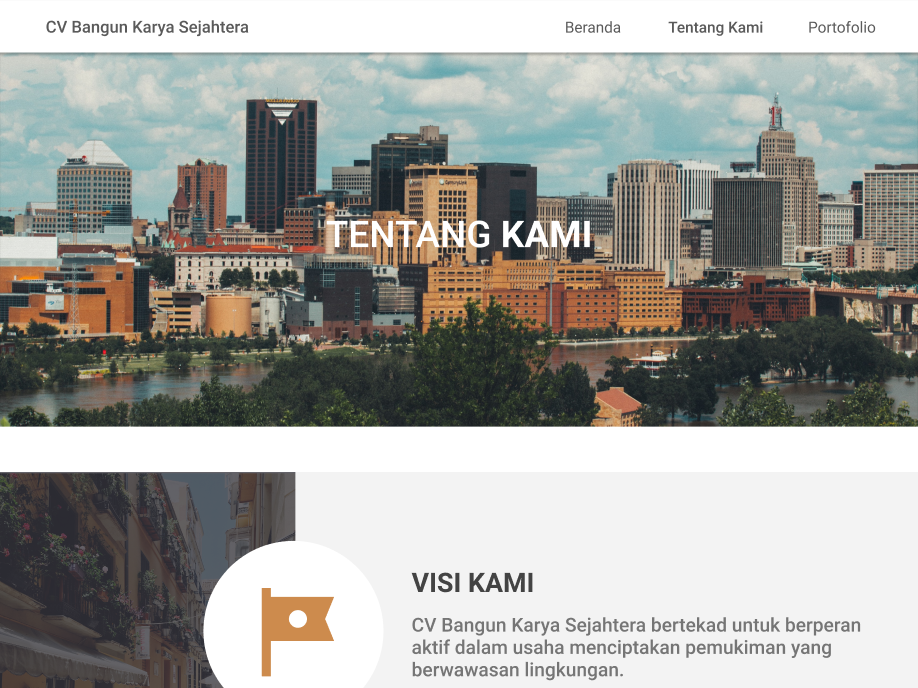 CV Bangun Karya Sejahtera
Beranda Tentang Kami Portofolio
TENTANG KAMI
VISI KAMI
CV Bangun Karya Sejahtera bertekad untuk berperan
aktif dalam usaha menciptakan pemukiman yang
berwawasan lingkungan.